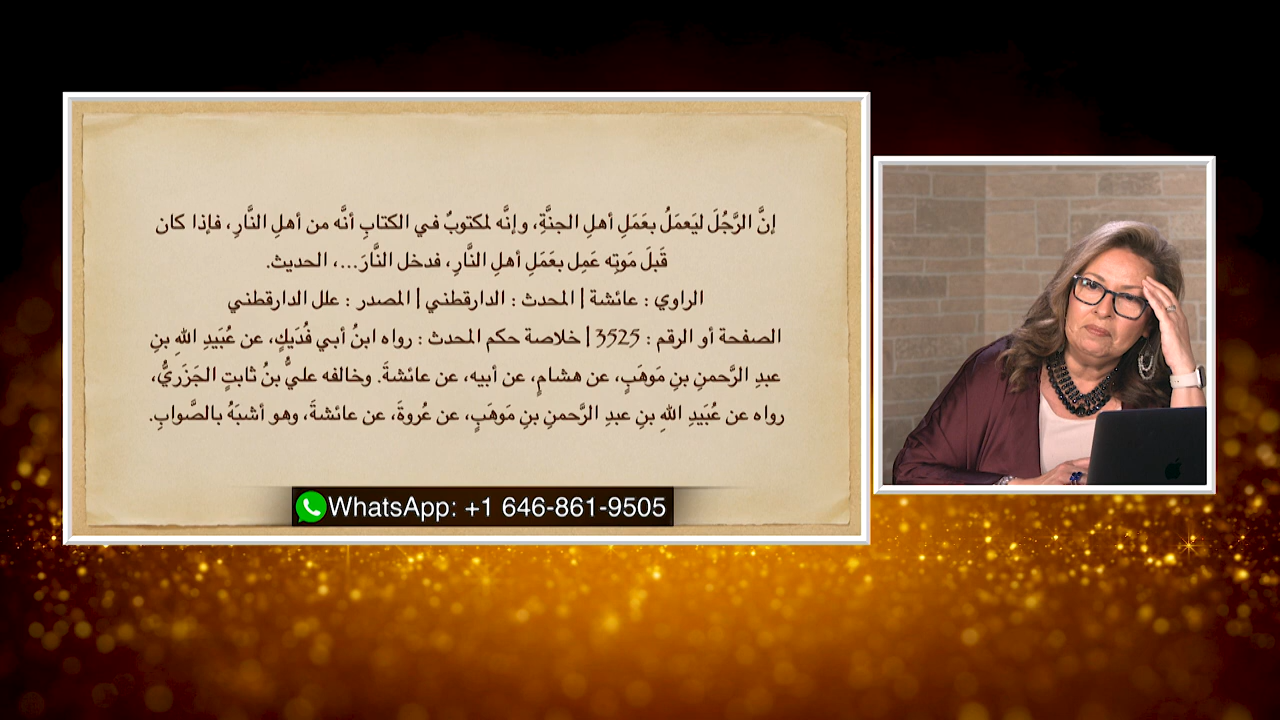 إنَّ الرَّجُلَ ليَعمَلُ بعَمَلِ أهلِ الجنَّةِ، وإنَّه لمكتوبٌ في الكتابِ أنَّه من أهلِ النَّارِ، فإذا كان
قَبلَ مَوتِه عَمِل بعَمَلِ أهلِ النَّارِ، فدخل النَّارَ...، الحديث.
الراوي : عائشة | المحدث : الدارقطني | المصدر : علل الدارقطني
الصفحة أو الرقم : 3525 | خلاصة حكم المحدث : رواه ابنُ أبي فُدَيكٍ، عن عُبَيدِ اللهِ بنِ
عبدِ الرَّحمنِ بنِ مَوهَبٍ، عن هشامٍ، عن أبيه، عن عائشةَ. وخالفه عليُّ بنُ ثابتٍ الجَزَريُّ،
رواه عن عُبَيدِ اللهِ بنِ عبدِ الرَّحمنِ بنِ مَوهَبٍ، عن عُروةَ، عن عائشةَ، وهو أشبَهُ بالصَّوابِ.
WhatsApp: +1 646-861-9505